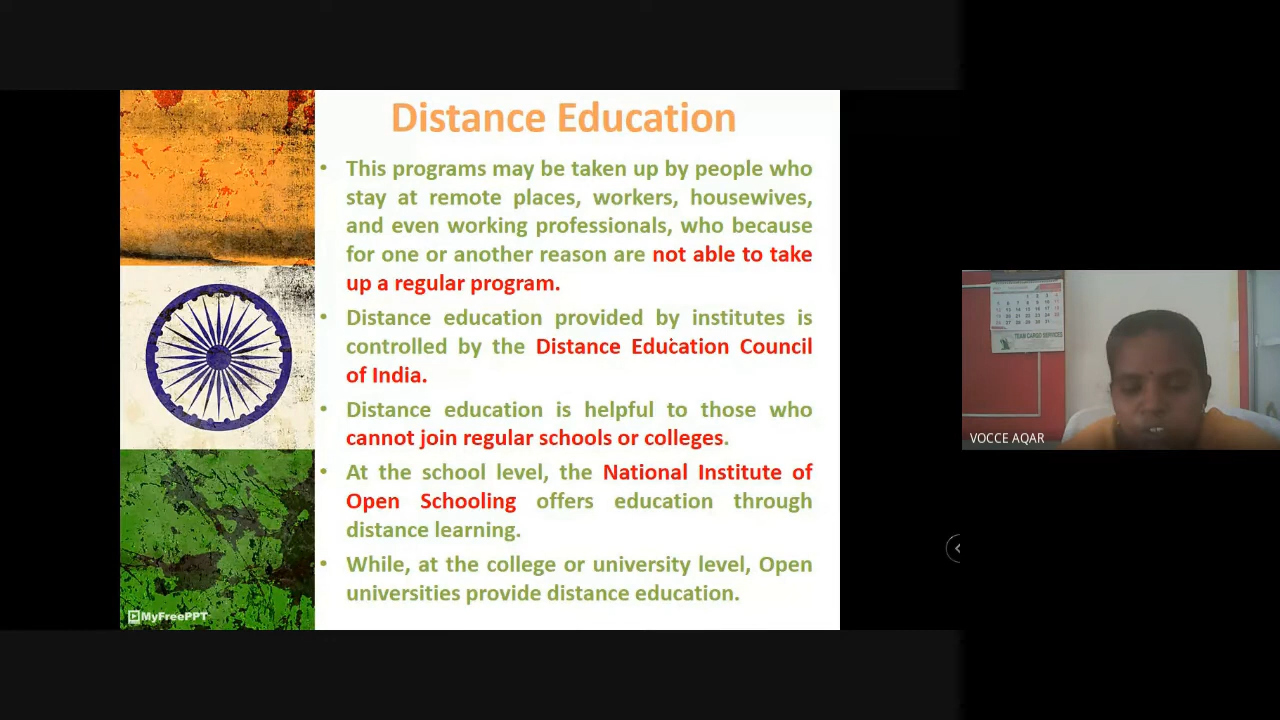 Distance Education
• This programs may be taken up by people who
stay at remote places, workers, housewives,
and even working professionals, who because
for one or another reason are not able to take
up a regular program.
• Distance education provided by institutes is
controlled by the Distance Education Council
of India.
• Distance education is helpful to those who
cannot join regular schools or colleges.
• At the school level, the National Institute of
Open Schooling offers education through
distance learning.
• While, at the college or university level, Open
universities provide distance education.
MyFreePPT
TEAM CARGO SERVICES
VOCCE AQAR